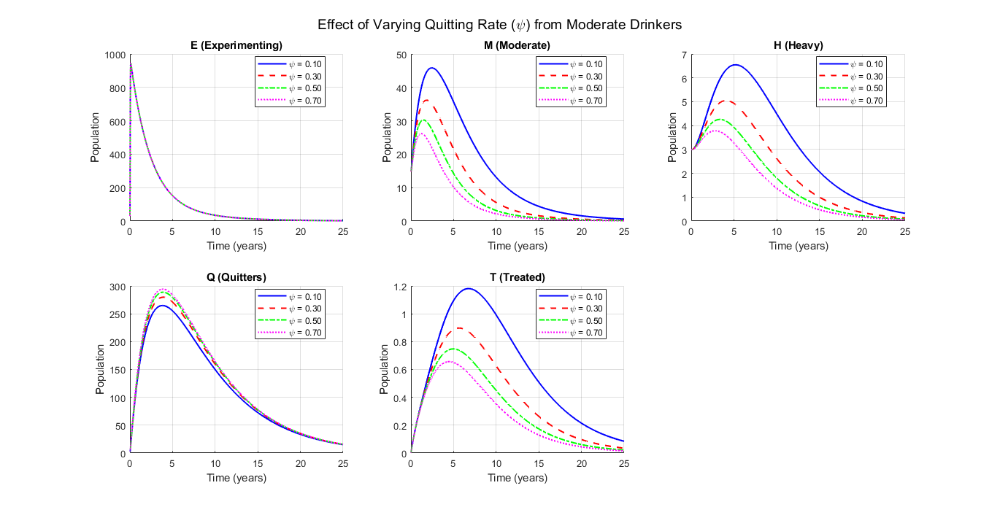 Effect of Varying Quitting Rate (ψ) from Moderate Drinkers
E (Experimenting)
1000
800
600
400
200
0
Population
0 5 10 15 20 25
Time (years)
ψ = 0.10
ψ = 0.30
ψ = 0.50
ψ = 0.70
M (Moderate)
50
40
30
20
10
0
Population
0 5 10 15 20 25
Time (years)
ψ = 0.10
ψ = 0.30
ψ = 0.50
ψ = 0.70
H (Heavy)
7
6
5
4
3
2
1
0
Population
0 5 10 15 20 25
Time (years)
ψ = 0.10
ψ = 0.30
ψ = 0.50
ψ = 0.70
Q (Quitters)
300
250
200
150
100
50
0
Population
0 5 10 15 20 25
Time (years)
ψ = 0.10
ψ = 0.30
ψ = 0.50
ψ = 0.70
T (Treated)
1.2
1
0.8
0.6
0.4
0.2
0
Population
0 5 10 15 20 25
Time (years)
ψ = 0.10
ψ = 0.30
ψ = 0.50
ψ = 0.70